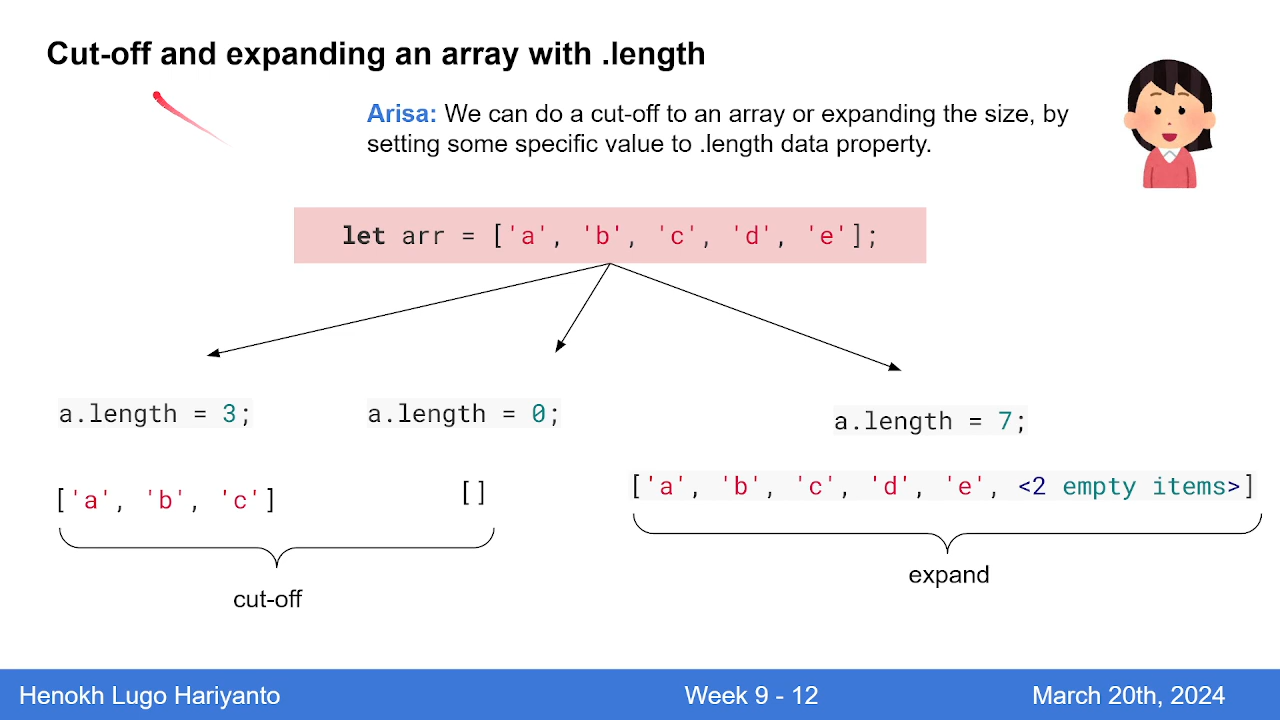 Cut-off and expanding an array with .length
Arisa: We can do a cut-off to an array or expanding the size, by
setting some specific value to .length data property.
let arr = ['a', 'b', 'c', 'd', 'e'];
a.length = 3;
a.length = 0;
a.length = 7;
['a', 'b', 'c']
[]
['a', 'b', 'c', 'd', 'e', <2 empty items>]
cut-off
expand
Henokh Lugo Hariyanto
Week 9 - 12
March 20th, 2024